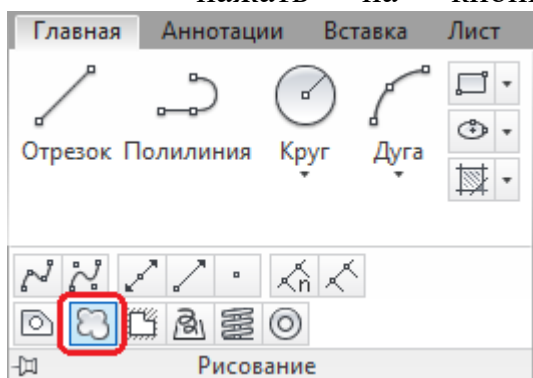 нажать на кноп
Главная Аннотации Вставка Лист
Отрезок Полилиния Круг Дуга
n
Рисование